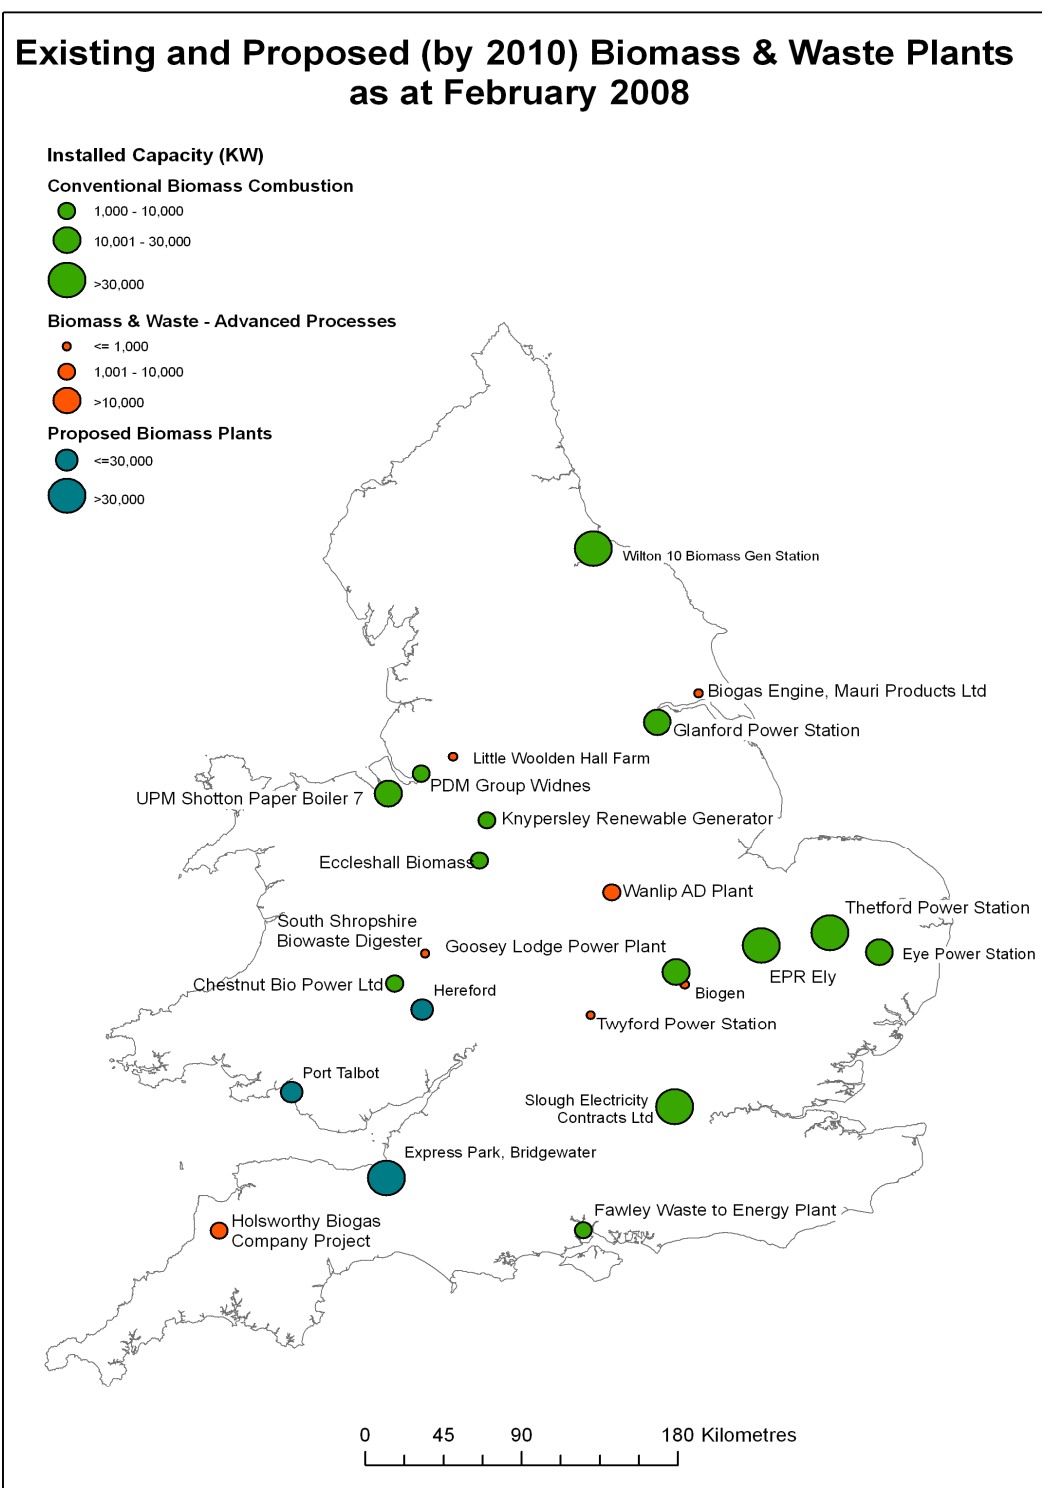 Existing and Proposed (by 2010) Biomass & Waste Plants
as at February 2008
Installed Capacity (KW)
Conventional Biomass Combustion
1,000 - 10,000
10,001 - 30,000
>30,000
Biomass & Waste - Advanced Processes
<= 1,000
1,001 - 10,000
>10,000
Proposed Biomass Plants
<=30,000
>30,000
Wilton 10 Biomass Gen Station
Biogas Engine, Mauri Products Ltd
Glanford Power Station
Little Woolden Hall Farm
PDM Group Widnes
UPM Shotton Paper Boiler 7
Knypersley Renewable Generator
Eccleshall Biomass
Wanlip AD Plant
Thetford Power Station
South Shropshire
Biowaste Digester
Goosey Lodge Power Plant
Eye Power Station
EPR Ely
Chestnut Bio Power Ltd
Hereford
Biogen
Twyford Power Station
Port Talbot
Slough Electricity
Contracts Ltd
Express Park, Bridgewater
Fawley Waste to Energy Plant
Holsworthy Biogas
Company Project
0 45 90 180 Kilometres